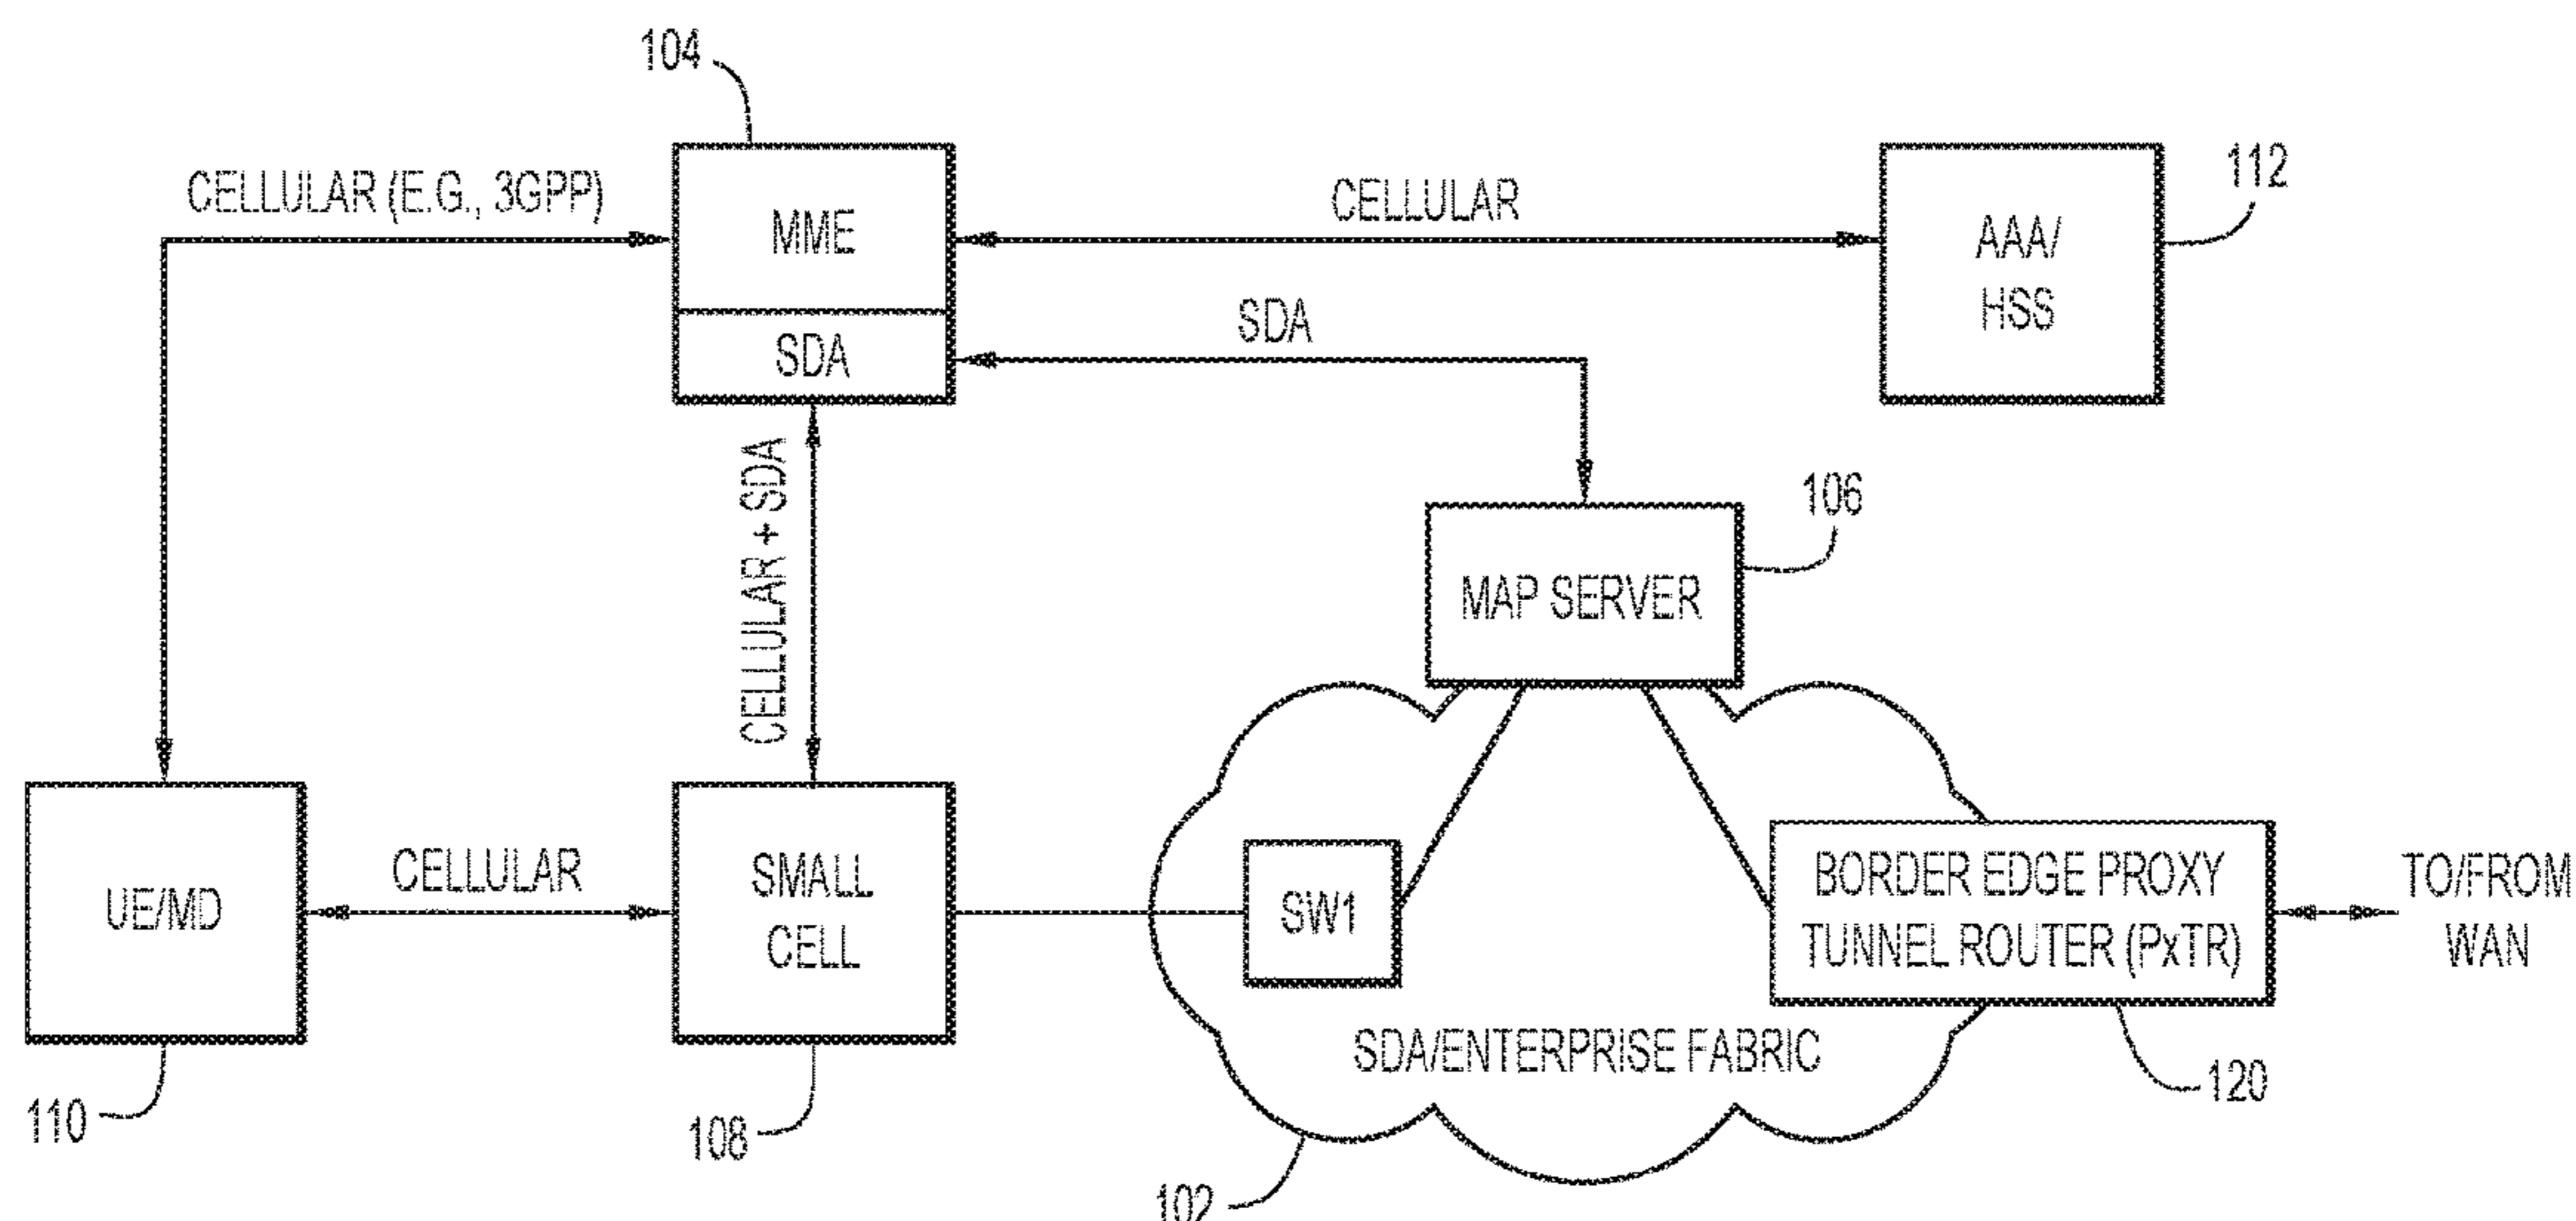 104
CELLULAR (E.G., 3GPP)
MME
CELLULAR
AAA/
HSS
112
SDA
SDA
CELLULAR + SDA
106
MAP SERVER
UE/MD
CELLULAR
SMALL
CELL
SW1
BORDER EDGE PROXY
TUNNEL ROUTER (PxTR)
TO/FROM
WAN
SDA/ENTERPRISE FABRIC
110
108
120
102